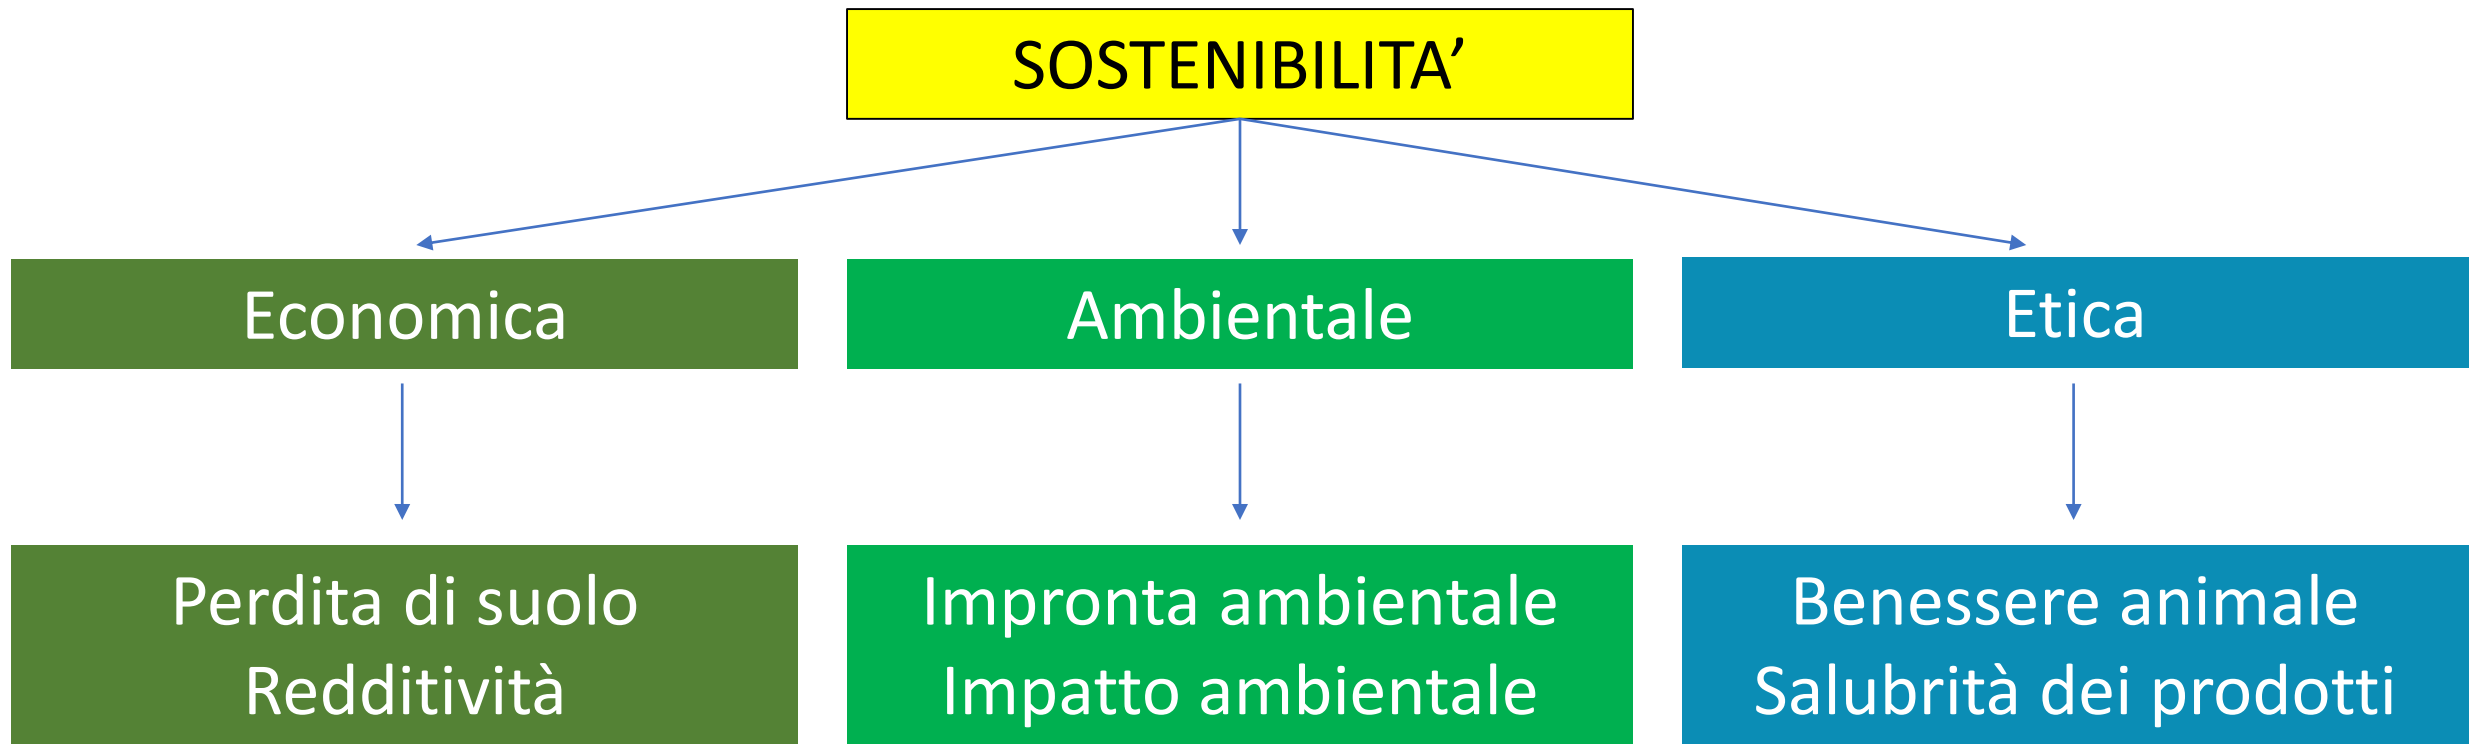 SOSTENIBILITA’
Economica
Ambientale
Etica
Perdita di suolo
Redditività
Impronta ambientale
Impatto ambientale
Benessere animale
Salubrità dei prodotti